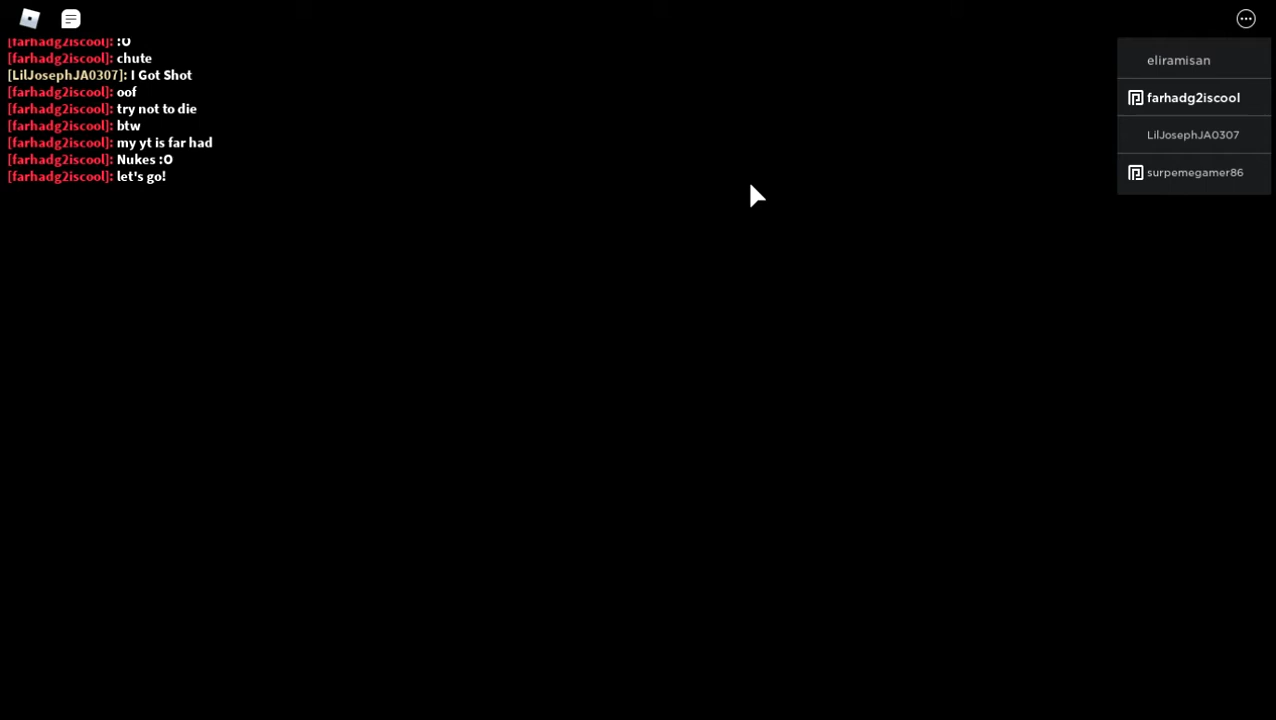 [farhadg2iscool]: :O
[farhadg2iscool]: chute
[LilJosephJA0307]: I Got Shot
[farhadg2iscool]: oof
[farhadg2iscool]: try not to die
[farhadg2iscool]: btw
[farhadg2iscool]: my yt is far had
[farhadg2iscool]: Nukes :O
[farhadg2iscool]: let's go!
eliramisan
farhadg2iscool
LilJosephJA0307
surpemegamer86